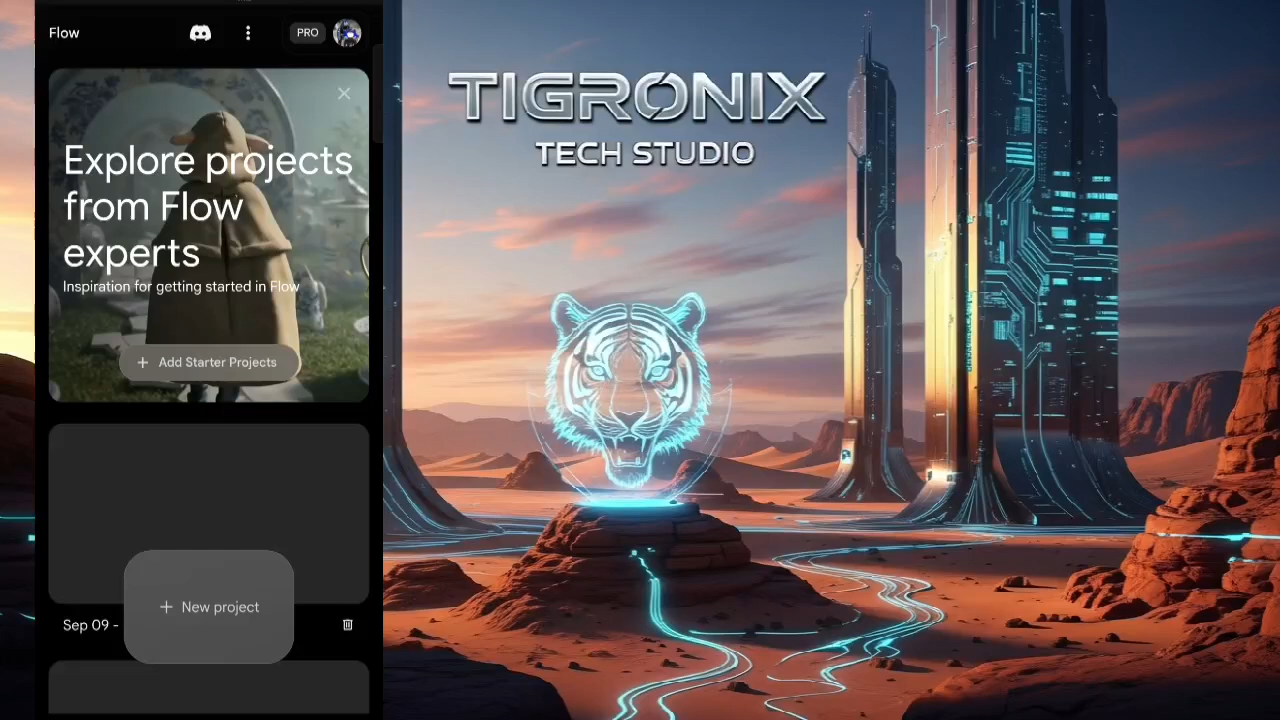 Flow
PRO
Explore projects
from Flow
experts
Inspiration for getting started in Flow
+ Add Starter Projects
+ New project
Sep 09 -
TIGRONIX
TECH STUDIO